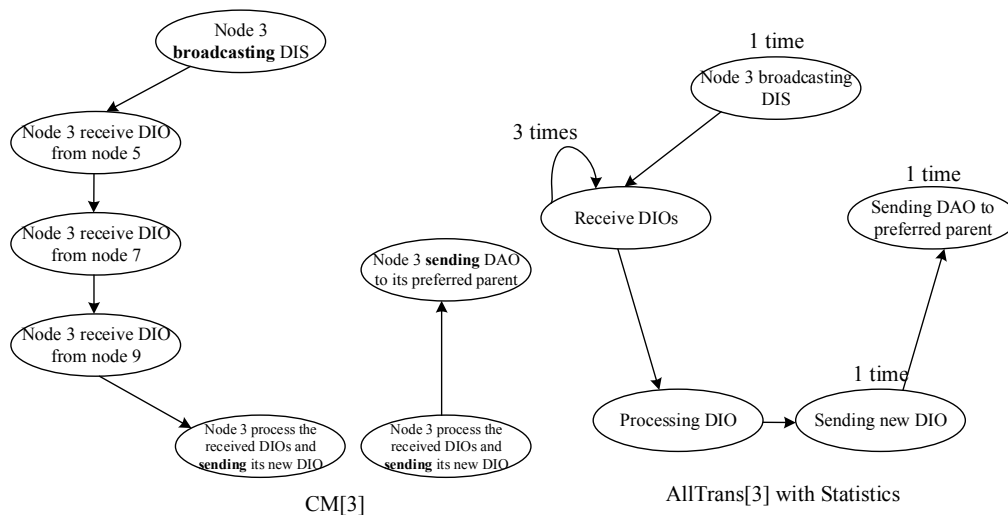 Node 3
broadcasting DIS
Node 3 receive DIO
from node 5
Node 3 receive DIO
from node 7
Node 3 receive DIO
from node 9
Node 3 process the
received DIOs and
sending its new DIO
Node 3 sending DAO
to its preferred parent
Node 3 process the
received DIOs and
sending its new DIO
CM[3]
1 time
Node 3 broadcasting
DIS
3 times
Receive DIOs
Processing DIO
1 time
Sending new DIO
1 time
Sending DAO to
preferred parent
AllTrans[3] with Statistics